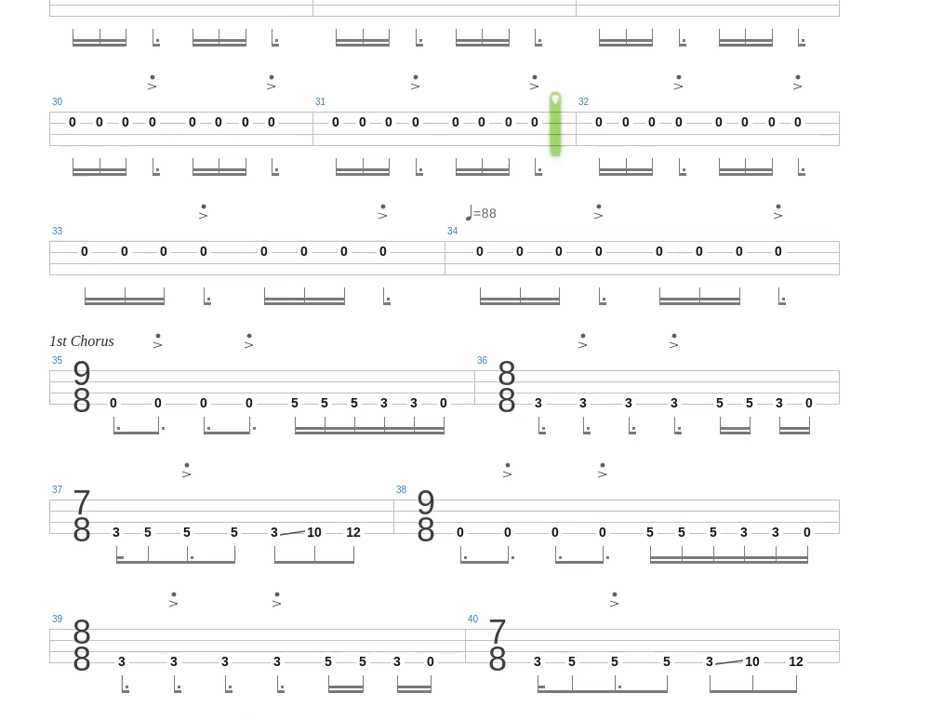 30 31 32
0 0 0 0 0 0 0 0 0 0 0 0 0 0 0 0 0 0 0 0 0 0 0 0
♩=88
33 34
0 0 0 0 0 0 0 0 0 0 0 0 0 0 0 0
1st Chorus
35 9 8 36 8 8
0 0 0 0 5 5 5 3 3 0 3 3 3 3 5 5 3 0
37 7 8 38 9 8
3 5 5 5 3 10 12 0 0 0 0 5 5 5 3 3 0
39 8 8 40 7 8
3 3 3 3 5 5 3 0 3 5 5 5 3 10 12